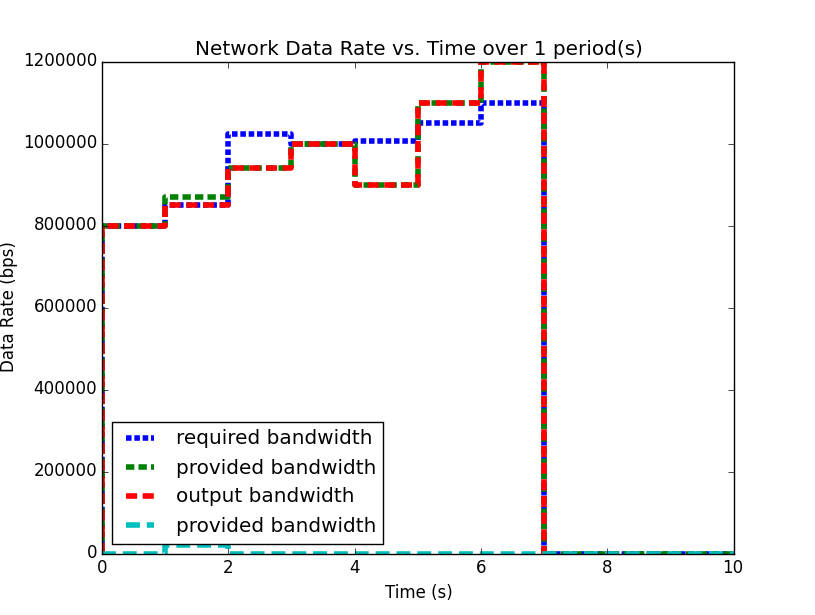 Network Data Rate vs. Time over 1 period(s)
1200000
1000000
800000
600000
400000
200000
0
Data Rate (bps)
required bandwidth
provided bandwidth
output bandwidth
provided bandwidth
0 2 4 6 8 10
Time (s)